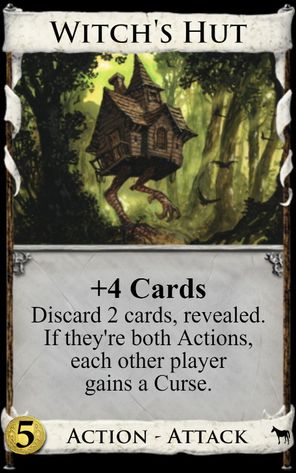 WITCH'S HUT
+4 Cards
Discard 2 cards, revealed.
If they're both Actions,
each other player
gains a Curse.
5 ACTION - ATTACK